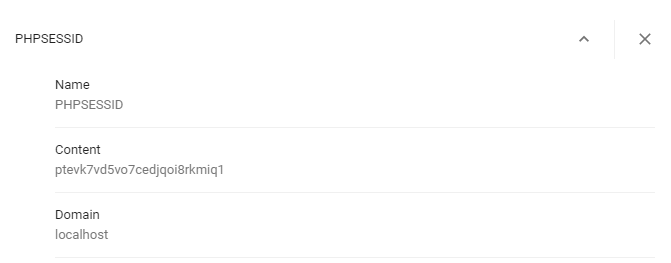 PHPSESSID
Name
PHPSESSID
Content
ptevk7vd5vo7cedjqoi8rkmiq1
Domain
localhost